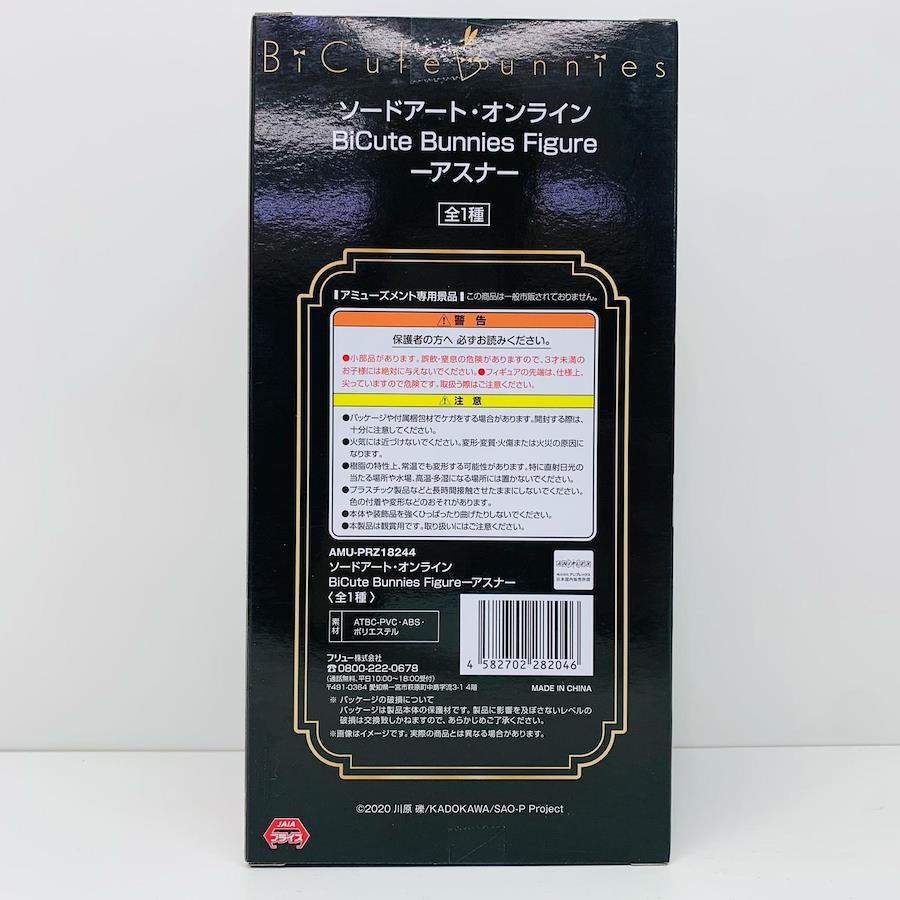 BiCute Bunnies
ソードアート・オンライン
BiCute Bunnies Figure
ーアスナー
全1種
アミューズメント専用景品 この商品は一般市販されておりません。
警告
保護者の方へ 必ずお読みください。
●小部品があります。誤飲・窒息の危険がありますので、3才未満の
お子様には絶対に与えないでください。●フィギュアの先端は、仕様上、
尖っていますので危険です。取扱う際はご注意ください。
注意
●パッケージや付属梱包材でケガをする場合があります。開封する際は、
十分に注意してください。
●火気には近づけないでください。変形・変質・火傷または火災の原因に
なります。
●樹脂の特性上、常温でも変形する可能性があります。特に直射日光の
当たる場所や水場、高温・多湿になる場所には置かないでください。
●プラスチック製品などと長時間接触させたままにしないでください。
色の付着や変形などのおそれがあります。
●本体や装飾品を強くひっぱったり曲げたりしないでください。
●本製品は観賞用です。取り扱いにはご注意ください。
AMU-PRZ18244
ソードアート・オンライン
BiCute Bunnies Figureーアスナー
〈全1種〉
ANIPLEX
株式会社アニプレックス
日本国内販売許諾
素材
ATBC-PVC・ABS・
ポリエステル
4 582702 282046
フリュー株式会社
☎0800-222-0678
(通話無料、平日10:00〜18:00受付)
〒491-0364 愛知県一宮市萩原町中島字流3-1 4階
MADE IN CHINA
※ パッケージの破損について
パッケージは製品本体の保護材です。製品に影響を及ぼさないレベルの
破損は交換致しかねますので、あらかじめご了承ください。
※画像はイメージです。実際の商品とは異なる場合があります。
©2020 川原 礫/KADOKAWA/SAO-P Project
JAIA
プライズ